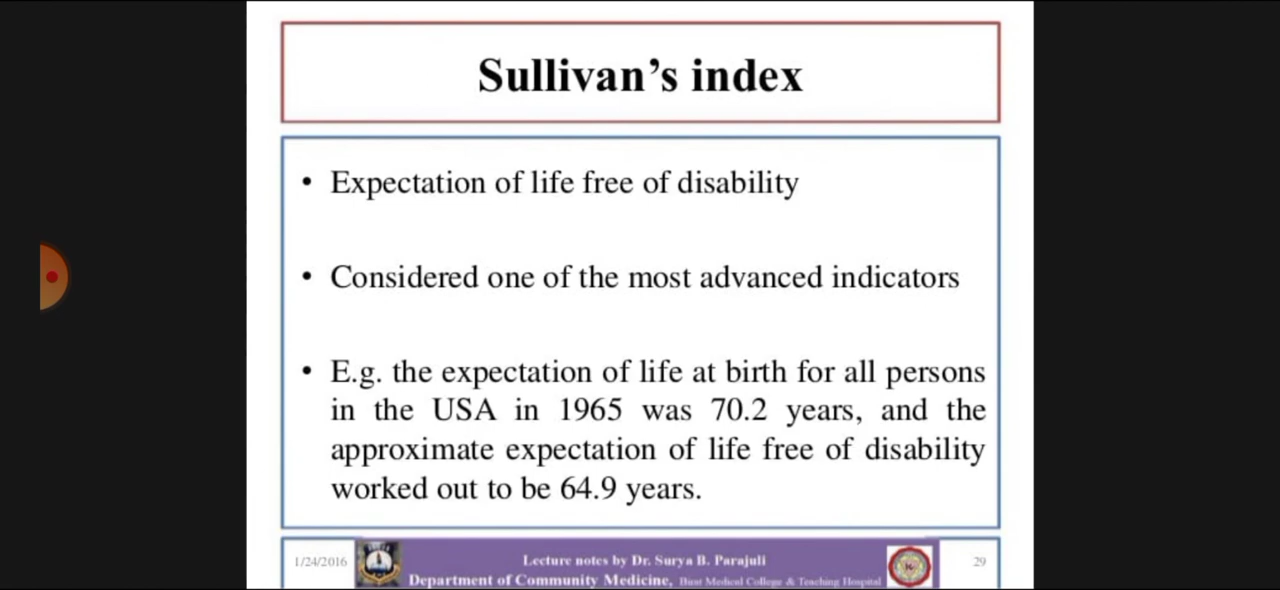 Sullivan’s index
• Expectation of life free of disability
• Considered one of the most advanced indicators
• E.g. the expectation of life at birth for all persons
in the USA in 1965 was 70.2 years, and the
approximate expectation of life free of disability
worked out to be 64.9 years.
1/24/2016
Lecture notes by Dr. Surya B. Parajuli
Department of Community Medicine, Birat Medical College & Teaching Hospital
29